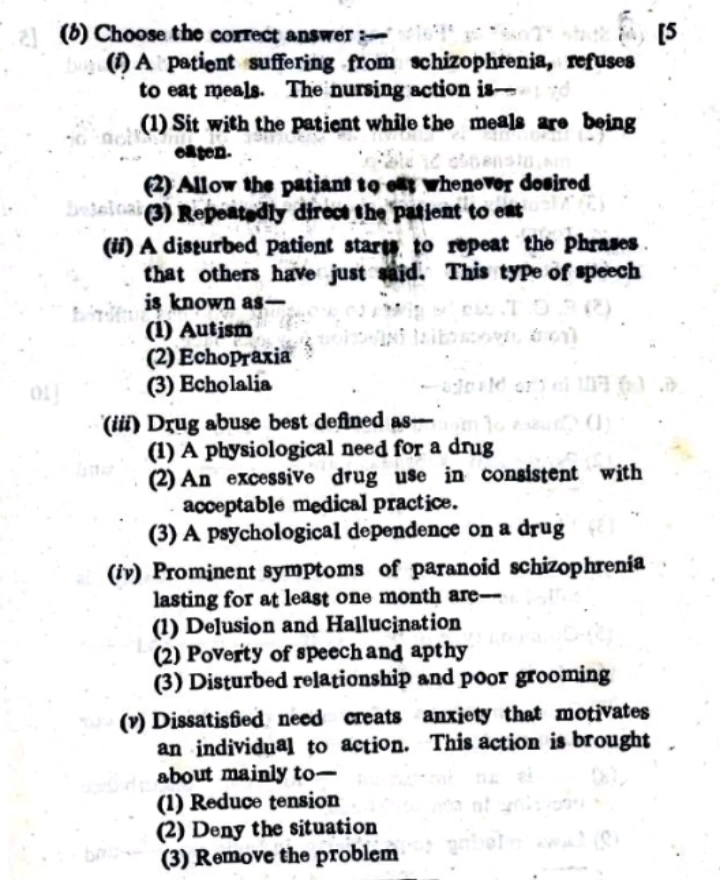 (b) Choose the correct answer :— [5
(i) A patient suffering from schizophrenia, refuses
to eat meals. The nursing action is—
(1) Sit with the patient while the meals are being
eaten.
(2) Allow the patiant to eat whenever desired
(3) Repeatedly direct the patient to eat
(ii) A disturbed patient starts to repeat the phrases.
that others have just said. This type of speech
is known as—
(1) Autism
(2) Echopraxia
(3) Echolalia
(iii) Drug abuse best defined as—
(1) A physiological need for a drug
(2) An excessive drug use in consistent with
acceptable medical practice.
(3) A psychological dependence on a drug
(iv) Prominent symptoms of paranoid schizophrenia
lasting for at least one month are—
(1) Delusion and Hallucination
(2) Poverty of speech and apthy
(3) Disturbed relationship and poor grooming
(v) Dissatisfied need creats anxiety that motivates
an individual to action. This action is brought
about mainly to—
(1) Reduce tension
(2) Deny the situation
(3) Remove the problem